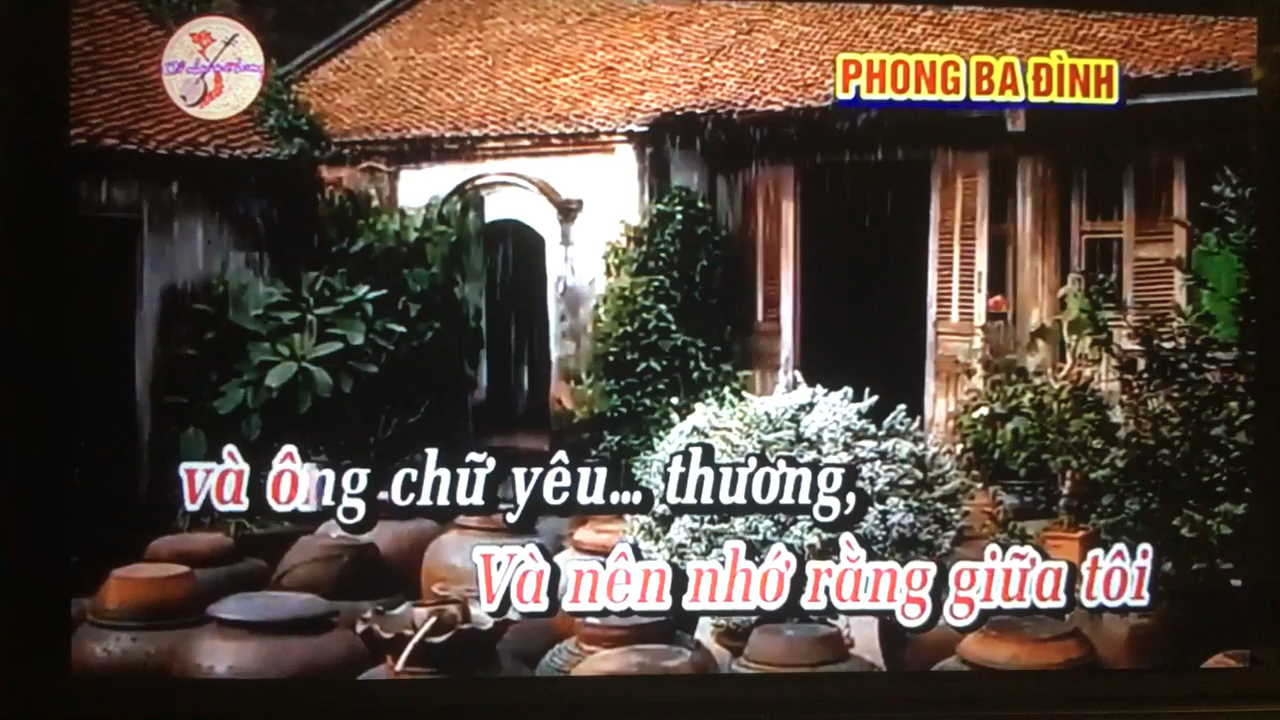 PHONG BA ĐÌNH
và ông chữ yêu... thương,
Và nên nhớ rằng giữa tôi